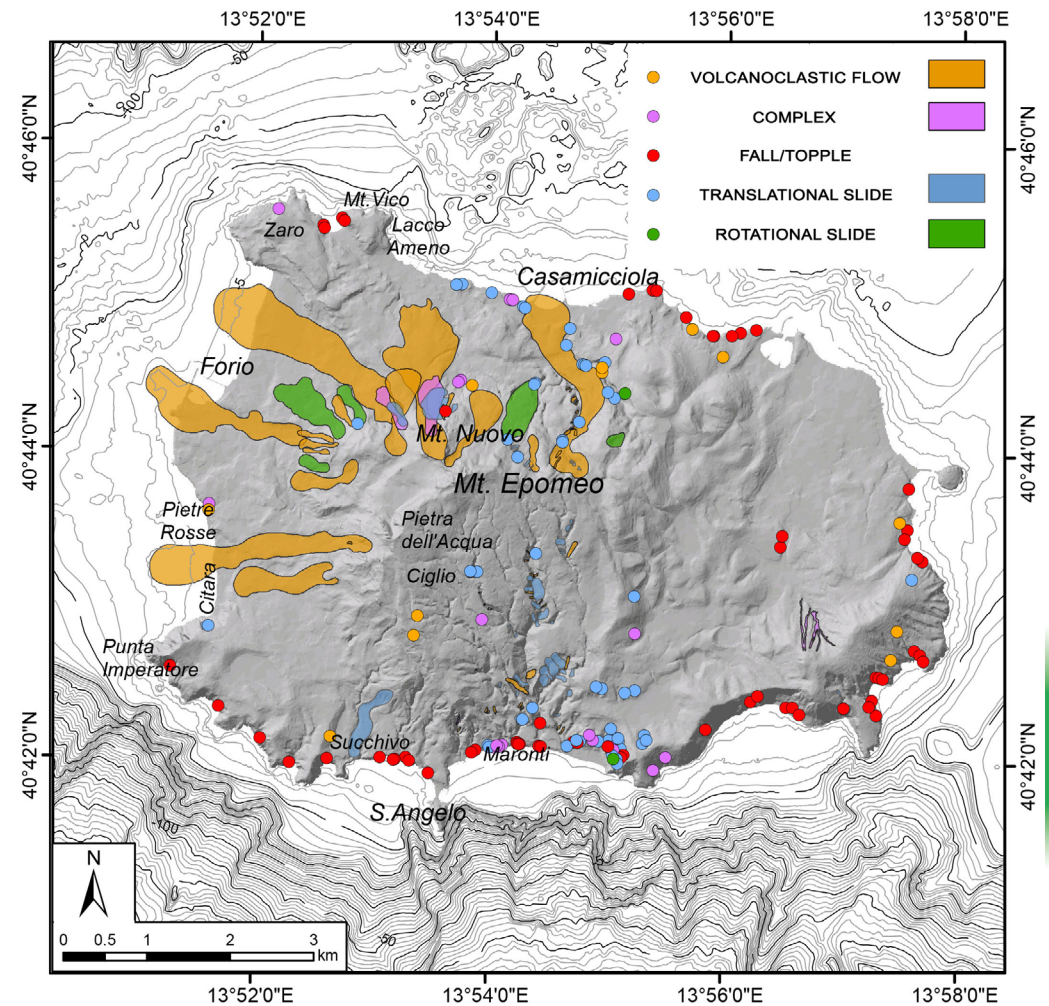 13°52'0"E 13°54'0"E 13°56'0"E 13°58'0"E
-50
-100
VOLCANOCLASTIC FLOW
COMPLEX
FALL/TOPPLE
TRANSLATIONAL SLIDE
ROTATIONAL SLIDE
40°46'0"N 40°46'0"N
Mt.Vico
Zaro
Lacco
Ameno
Casamicciola
-5
Forio
Mt. Nuovo
40°44'0"N 40°44'0"N
Mt. Epomeo
Pietre
Rosse
Pietra
dell'Acqua
Ciglio
Citara
Punta
Imperatore
Succhivo
Maronti
40°42'0"N 40°42'0"N
S.Angelo
-100
-5
N
0 0.5 1 2 3
km
-50
13°52'0"E 13°54'0"E 13°56'0"E 13°58'0"E